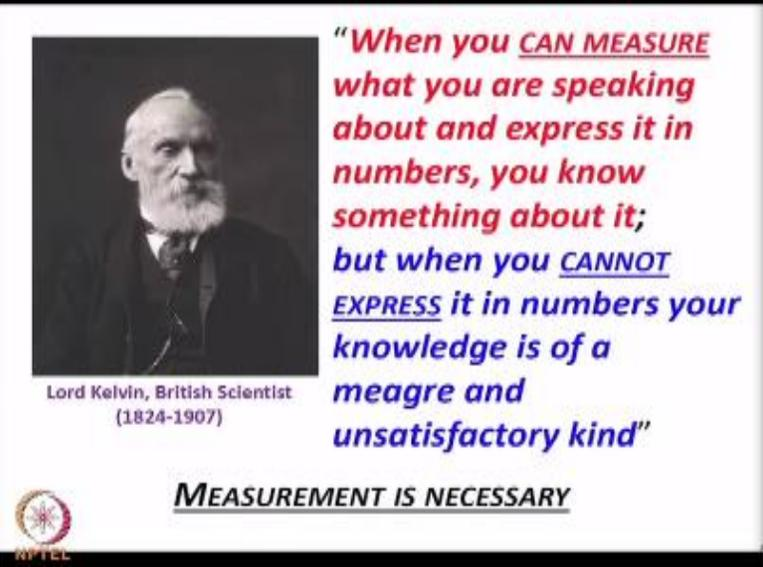 “When you CAN MEASURE
what you are speaking
about and express it in
numbers, you know
something about it;
but when you CANNOT
EXPRESS it in numbers your
knowledge is of a
meagre and
unsatisfactory kind”
Lord Kelvin, British Scientist
(1824-1907)
MEASUREMENT IS NECESSARY
NPTEL